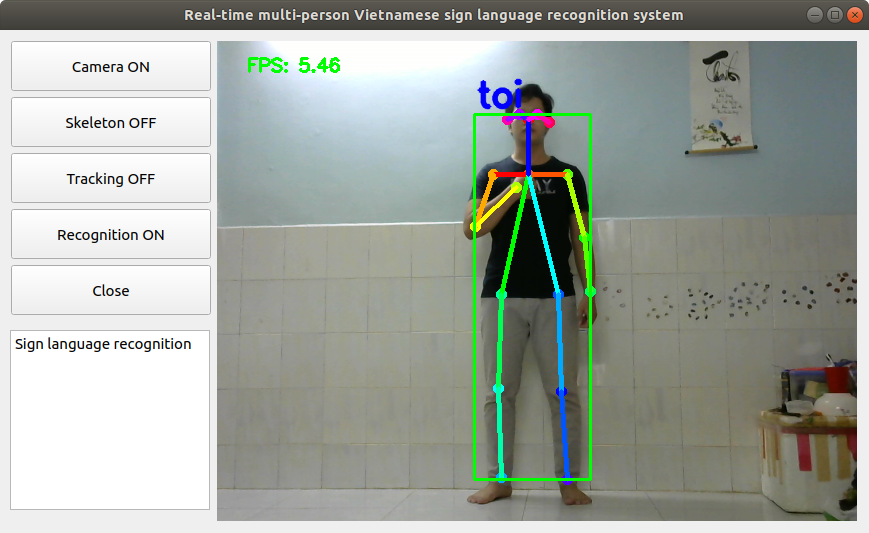 Real-time multi-person Vietnamese sign language recognition system
Camera ON
Skeleton OFF
Tracking OFF
Recognition ON
Close
Sign language recognition
FPS: 5.46
toi